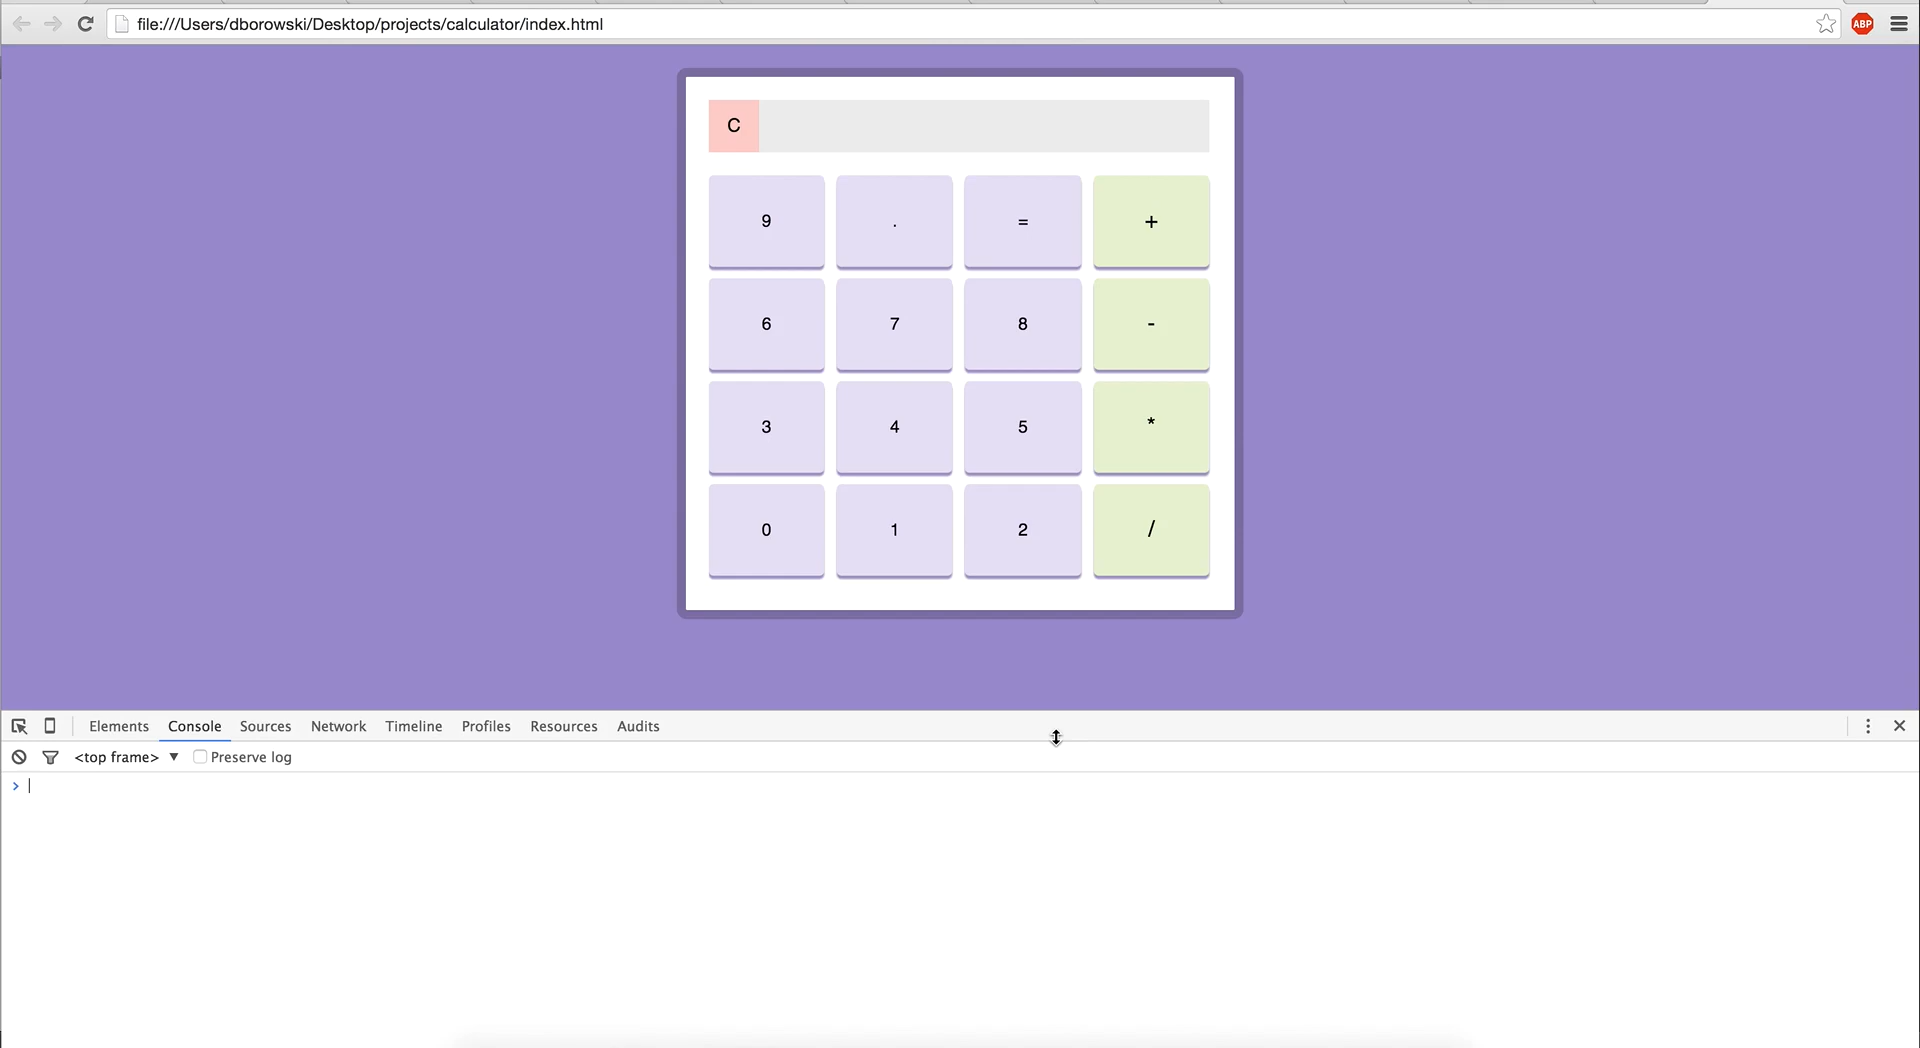 file:///Users/dborowski/Desktop/projects/calculator/index.html
ABP
C
9 . = +
6 7 8 -
3 4 5 *
0 1 2 /
Elements Console Sources Network Timeline Profiles Resources Audits
<top frame> ▼ Preserve log
>